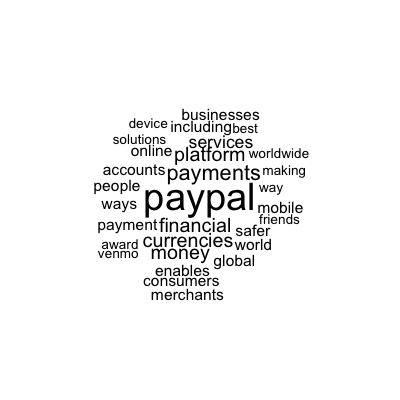 businesses
device including best
solutions services
online platform worldwide
accounts payments making
people paypal way
ways mobile
friends
payment financial safer
award currencies world
venmo money global
enables
consumers
merchants